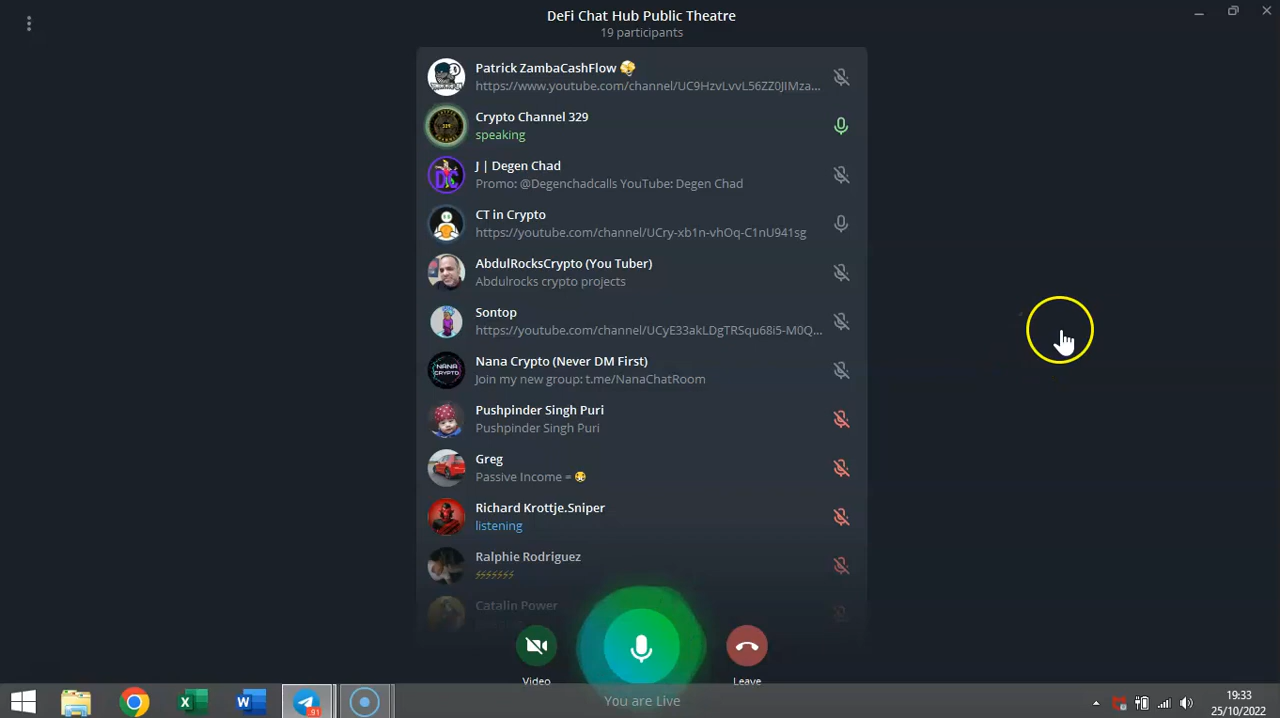 DeFi Chat Hub Public Theatre
19 participants
Patrick ZambaCashFlow
https://www.youtube.com/channel/UC9HzvLvvL56ZZ0JIMza...
Crypto Channel 329
speaking
J | Degen Chad
Promo: @Degenchadcalls YouTube: Degen Chad
CT in Crypto
https://youtube.com/channel/UCry-xb1n-vhOq-C1nU941sg
AbdulRocksCrypto (You Tuber)
Abdulrocks crypto projects
Sontop
https://youtube.com/channel/UCyE33akLDgTRSqu68i5-M0Q...
NANA CRYPTO
Nana Crypto (Never DM First)
Join my new group: t.me/NanaChatRoom
Pushpinder Singh Puri
Pushpinder Singh Puri
Greg
Passive Income =
Richard Krottje.Sniper
listening
Ralphie Rodriguez
Catalin Power
Video
Leave
You are Live
91
19:33
25/10/2022